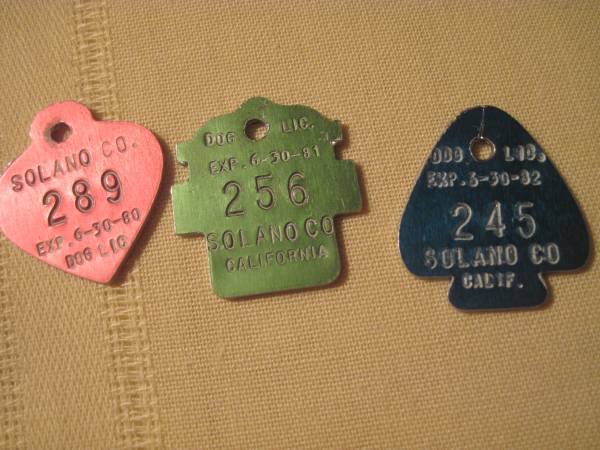 SOLANO CO.
289
EXP. 6-30-80
DOG LIC
DOG LIC.
EXP. 6-30-81
256
SOLANO CO
CALIFORNIA
DOG LIC.
EXP. 6-30-82
245
SOLANO CO
CALIF.